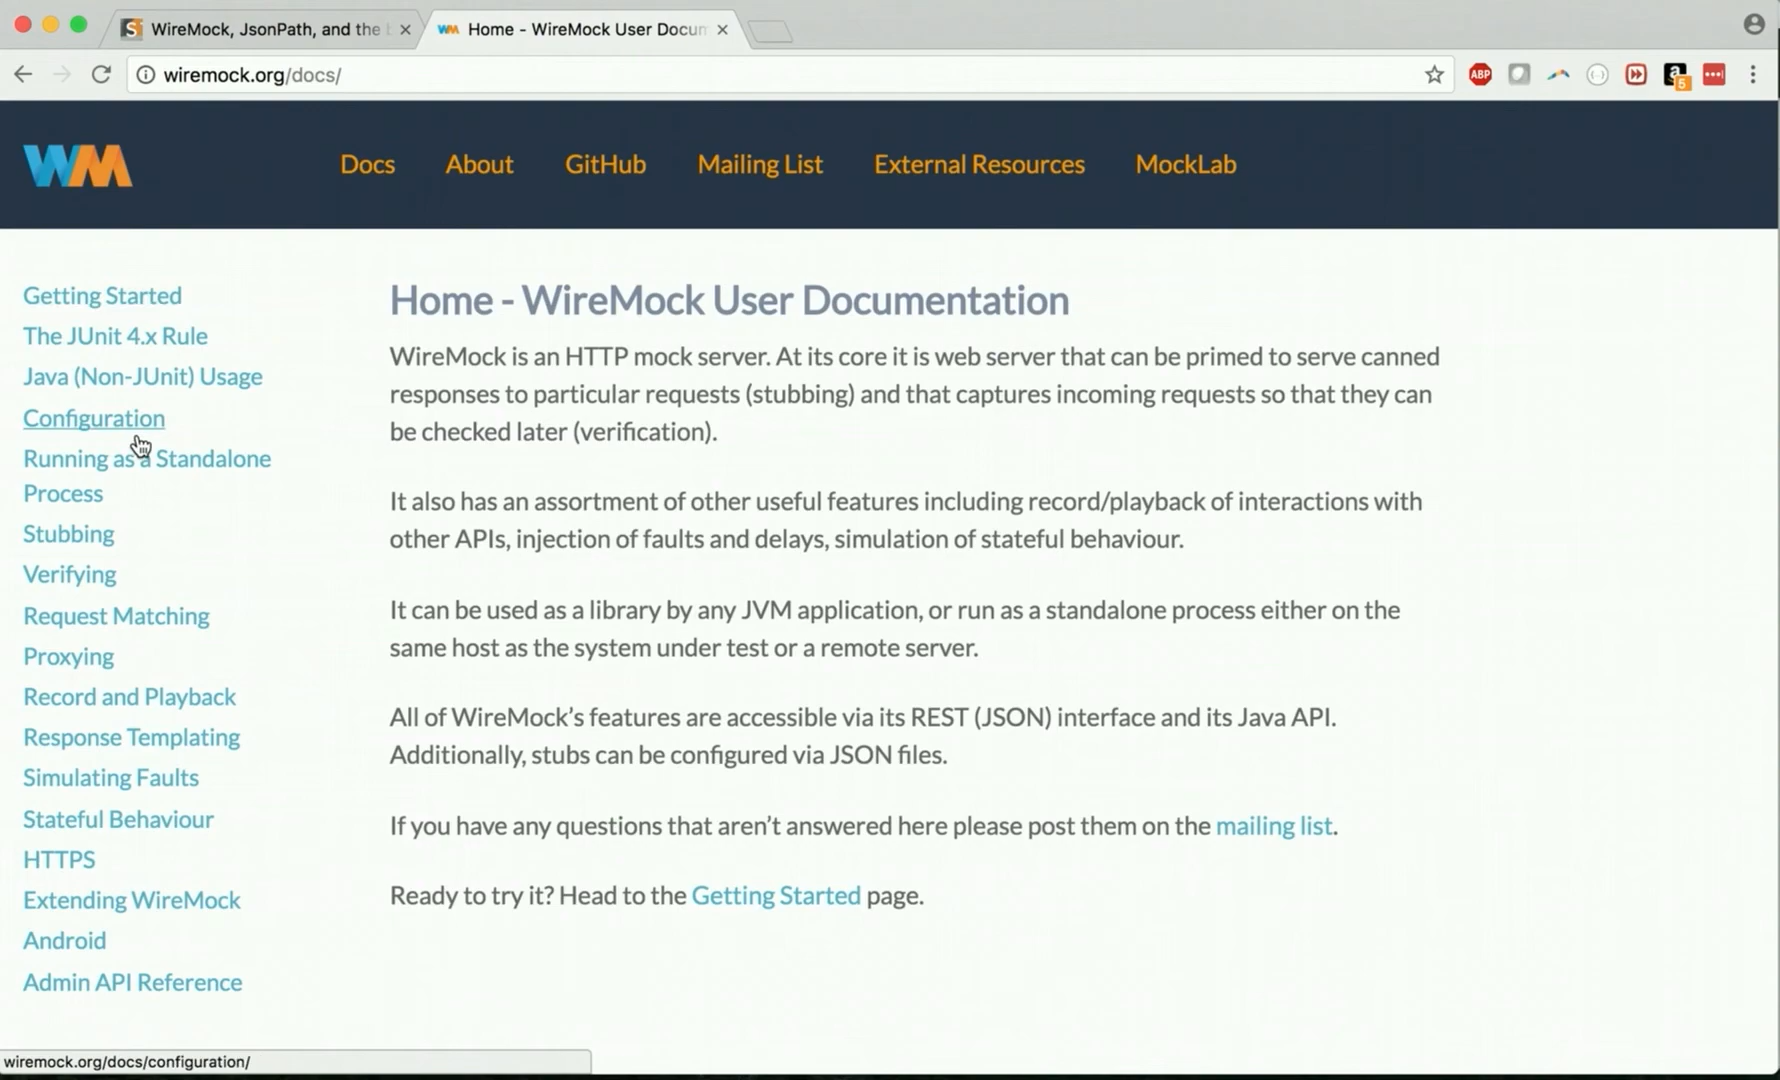 WireMock, JsonPath, and the
Home - WireMock User Docum
wiremock.org/docs/
ABP
5
WM
Docs
About
GitHub
Mailing List
External Resources
MockLab
Getting Started
The JUnit 4.x Rule
Java (Non-JUnit) Usage
Configuration
Running as a Standalone
Process
Stubbing
Verifying
Request Matching
Proxying
Record and Playback
Response Templating
Simulating Faults
Stateful Behaviour
HTTPS
Extending WireMock
Android
Admin API Reference
Home - WireMock User Documentation
WireMock is an HTTP mock server. At its core it is web server that can be primed to serve canned
responses to particular requests (stubbing) and that captures incoming requests so that they can
be checked later (verification).
It also has an assortment of other useful features including record/playback of interactions with
other APIs, injection of faults and delays, simulation of stateful behaviour.
It can be used as a library by any JVM application, or run as a standalone process either on the
same host as the system under test or a remote server.
All of WireMock’s features are accessible via its REST (JSON) interface and its Java API.
Additionally, stubs can be configured via JSON files.
If you have any questions that aren’t answered here please post them on the mailing list.
Ready to try it? Head to the Getting Started page.
wiremock.org/docs/configuration/